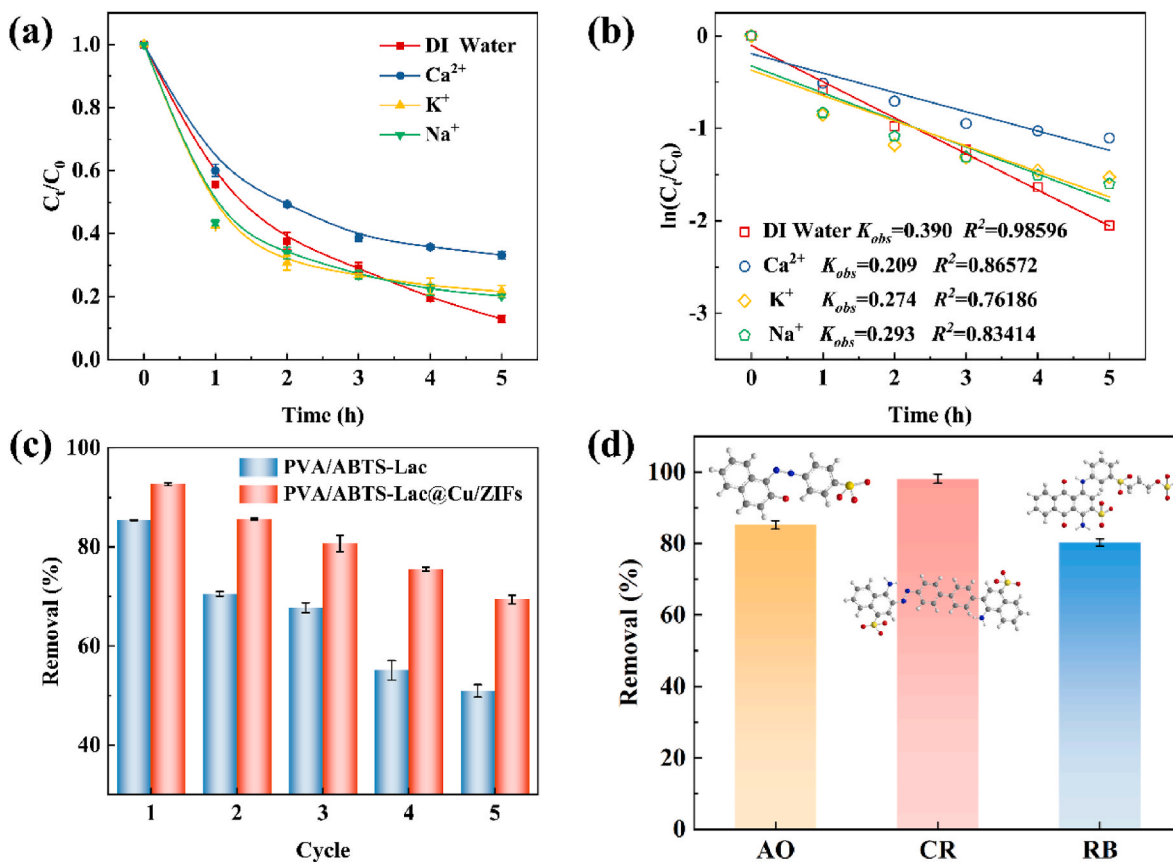 (a)
DI Water
Ca²⁺
K⁺
Na⁺
Cₜ/C₀
1.0
0.8
0.6
0.4
0.2
0.0
0 1 2 3 4 5
Time (h)
(b)
ln(Cₜ/C₀)
0
-1
-2
-3
DI Water K_obs=0.390 R²=0.98596
Ca²⁺ K_obs=0.209 R²=0.86572
K⁺ K_obs=0.274 R²=0.76186
Na⁺ K_obs=0.293 R²=0.83414
0 1 2 3 4 5
Time (h)
(c)
PVA/ABTS-Lac
PVA/ABTS-Lac@Cu/ZIFs
Removal (%)
100
80
60
40
1 2 3 4 5
Cycle
(d)
Removal (%)
100
80
60
40
20
0
AO CR RB